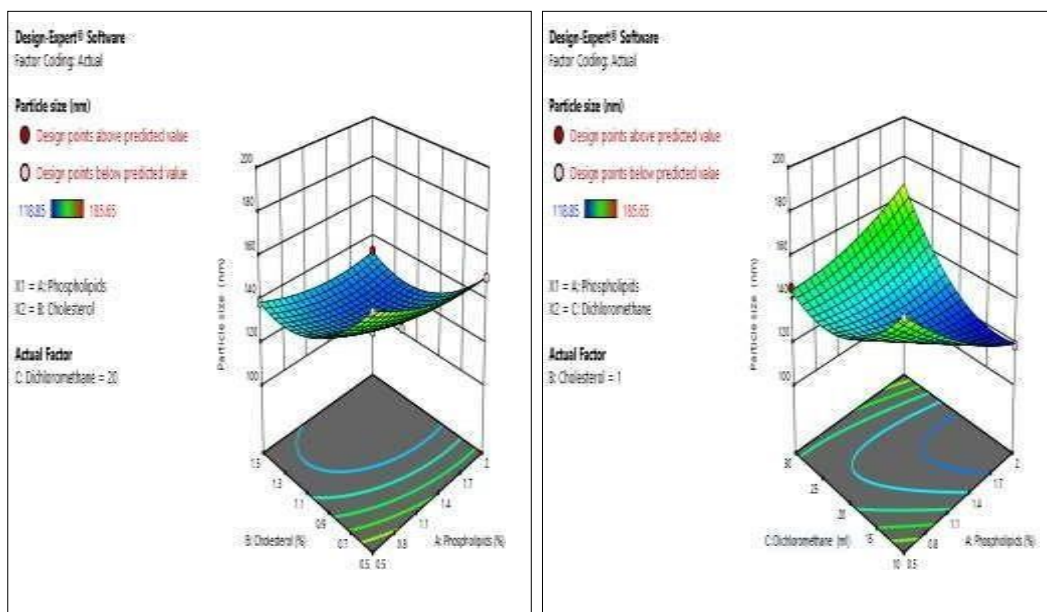 Design-Expert® Software
Factor Coding: Actual
Particle size (nm)
Design points above predicted value
Design points below predicted value
118.85 185.65
X1 = A: Phospholipids
X2 = B: Cholesterol
Actual Factor
C: Dichloromethane = 20
Particle size (nm)
200
180
160
140
120
100
1.5
1.3
1.1
0.9
0.7
0.5 0.5
0.8
1.1
1.4
1.7
2
B: Cholesterol (%)
A: Phospholipids (%)
Design-Expert® Software
Factor Coding: Actual
Particle size (nm)
Design points above predicted value
Design points below predicted value
118.85 185.65
X1 = A: Phospholipids
X2 = C: Dichloromethane
Actual Factor
B: Cholesterol = 1
Particle size (nm)
200
180
160
140
120
100
30
25
20
15
10 0.5
0.8
1.1
1.4
1.7
2
C: Dichloromethane (ml)
A: Phospholipids (%)